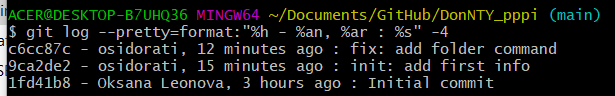 ACER@DESKTOP-B7UHQ36 MINGW64 ~/Documents/GitHub/DonNTY_pppi (main)
$ git log --pretty=format:"%h - %an, %ar : %s" -4
c6cc87c - osidorati, 12 minutes ago : fix: add folder command
9ca2de2 - osidorati, 15 minutes ago : init: add first info
1fd41b8 - Oksana Leonova, 3 hours ago : Initial commit